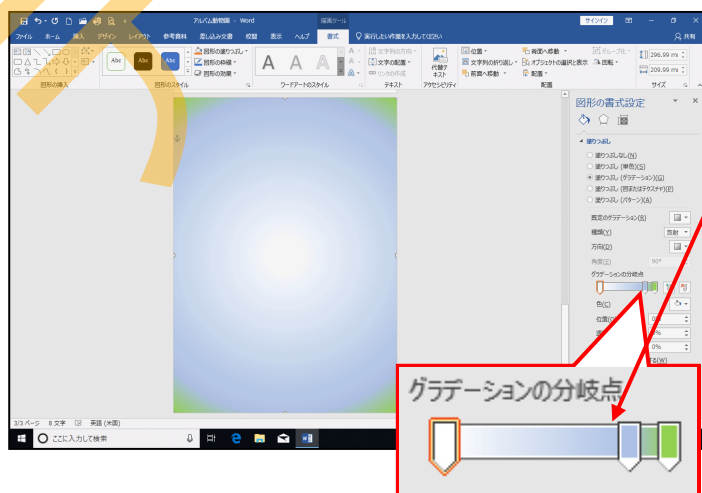 アルバム動物園 - Word
描画ツール
サインイン
ファイル ホーム 挿入 デザイン レイアウト 参考資料 差し込み文書 校閲 表示 ヘルプ 書式 実行したい作業を入力してください 共有
Abc Abc Abc
図形の塗りつぶし
図形の枠線
図形の効果
A A A
文字列の方向
文字の配置
リンクの作成
代替テ
キスト
位置
文字列の折り返し
前面へ移動
背面へ移動
オブジェクトの選択と表示
配置
グループ化
回転
296.99 mm
209.99 mm
図形の挿入 図形のスタイル ワードアートのスタイル テキスト アクセシビリティ 配置 サイズ
図形の書式設定
塗りつぶし
塗りつぶしなし(N)
塗りつぶし (単色)(S)
塗りつぶし (グラデーション)(G)
塗りつぶし (図またはテクスチャ)(P)
塗りつぶし (パターン)(A)
既定のグラデーション(R)
種類(Y) 放射
方向(D)
角度(E) 90°
グラデーションの分岐点
色(C)
位置(O) 0%
0%
グラデーションの分岐点
3/3 ページ 8 文字 英語 (米国)
ここに入力して検索